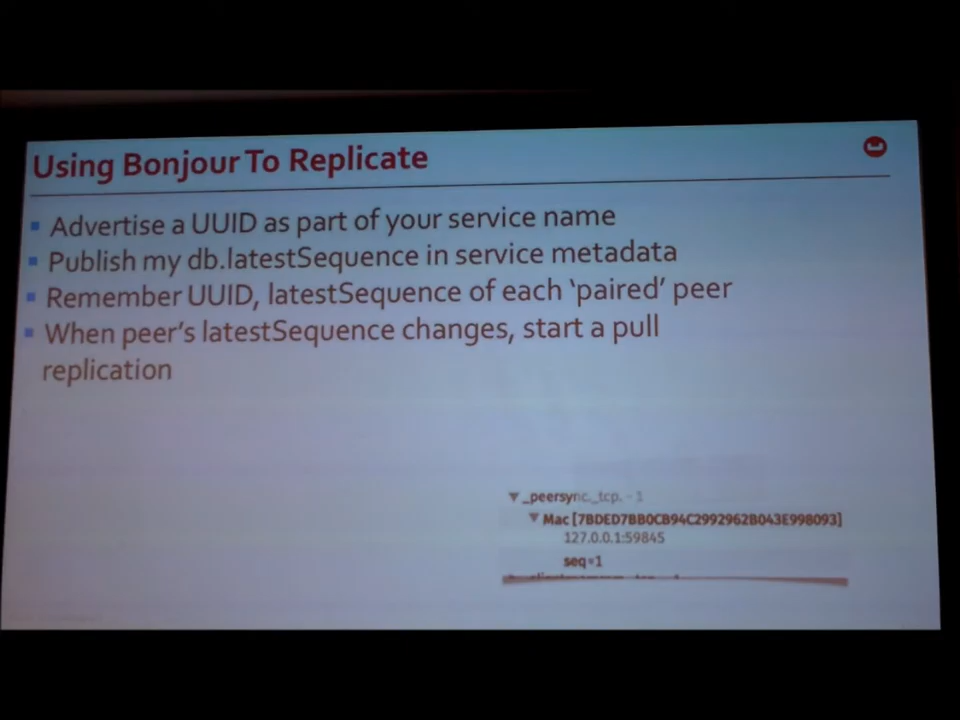 Using Bonjour To Replicate
Advertise a UUID as part of your service name
Publish my db.latestSequence in service metadata
Remember UUID, latestSequence of each ‘paired’ peer
When peer’s latestSequence changes, start a pull
replication
_peersync._tcp. - 1
Mac [7BDED7BB0CB94C2992962B043E998093]
127.0.0.1:59845
seq=1